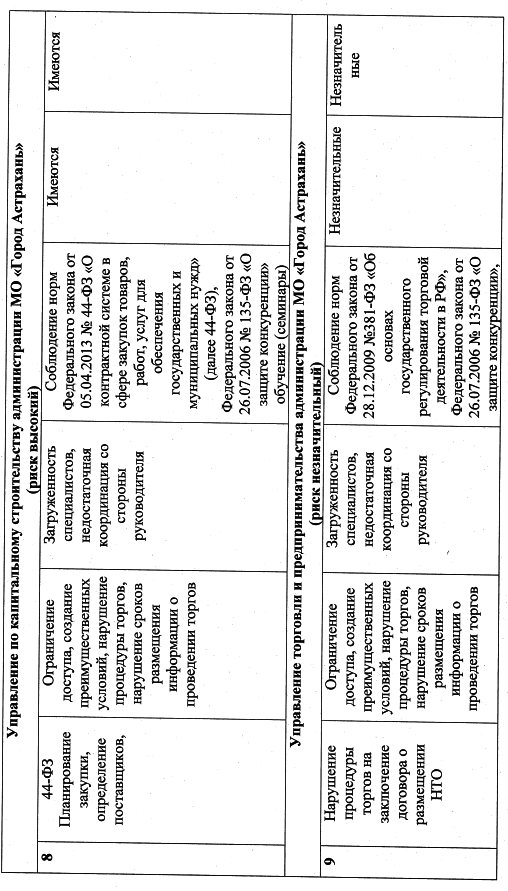 Управление по капитальному строительству администрации МО «Город Астрахань»
(риск высокий)
8
44-ФЗ
Планирование
закупки,
определение
поставщиков,
Ограничение
доступа, создание
преимущественных
условий, нарушение
процедуры торгов,
нарушение сроков
размещения
информации о
проведении торгов
Загруженность
специалистов,
недостаточная
координация со
стороны
руководителя
Соблюдение норм
Федерального закона от
05.04.2013 № 44-ФЗ «О
контрактной системе в
сфере закупок товаров,
работ, услуг для
обеспечения
государственных и
муниципальных нужд»
(далее 44-ФЗ),
Федерального закона от
26.07.2006 № 135-ФЗ «О
защите конкуренции»
обучение (семинары)
Имеются
Имеются
Управление торговли и предпринимательства администрации МО «Город Астрахань»
(риск незначительный)
9
Нарушение
процедуры
торгов на
заключение
договора о
размещении
НТО
Ограничение
доступа, создание
преимущественных
условий, нарушение
процедуры торгов,
нарушение сроков
размещения
информации о
проведении торгов
Загруженность
специалистов,
недостаточная
координация со
стороны
руководителя
Соблюдение норм
Федерального закона от
28.12.2009 №381-ФЗ «Об
основах
государственного
регулирования торговой
деятельности в РФ»,
Федерального закона от
26.07.2006 № 135-ФЗ «О
защите конкуренции»,
Незначительные
Незначитель
ные